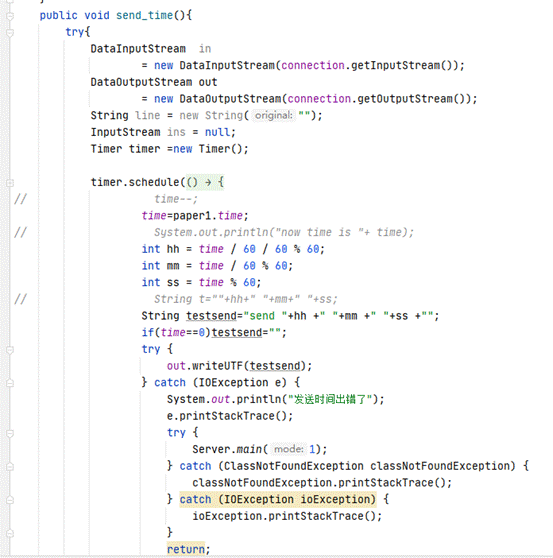 public void send_time(){
try{
DataInputStream in
= new DataInputStream(connection.getInputStream());
DataOutputStream out
= new DataOutputStream(connection.getOutputStream());
String line = new String( original: "");
InputStream ins = null;
Timer timer =new Timer();
timer.schedule(() → {
// time--;
time=paper1.time;
// System.out.println("now time is "+ time);
int hh = time / 60 / 60 % 60;
int mm = time / 60 % 60;
int ss = time % 60;
// String t=""+hh+" "+mm+" "+ss;
String testsend="send "+hh +" "+mm +" "+ss +"";
if(time==0)testsend="";
try {
out.writeUTF(testsend);
} catch (IOException e) {
System.out.println("发送时间出错了");
e.printStackTrace();
try {
Server.main( mode: 1);
} catch (ClassNotFoundException classNotFoundException) {
classNotFoundException.printStackTrace();
} catch (IOException ioException) {
ioException.printStackTrace();
}
return;